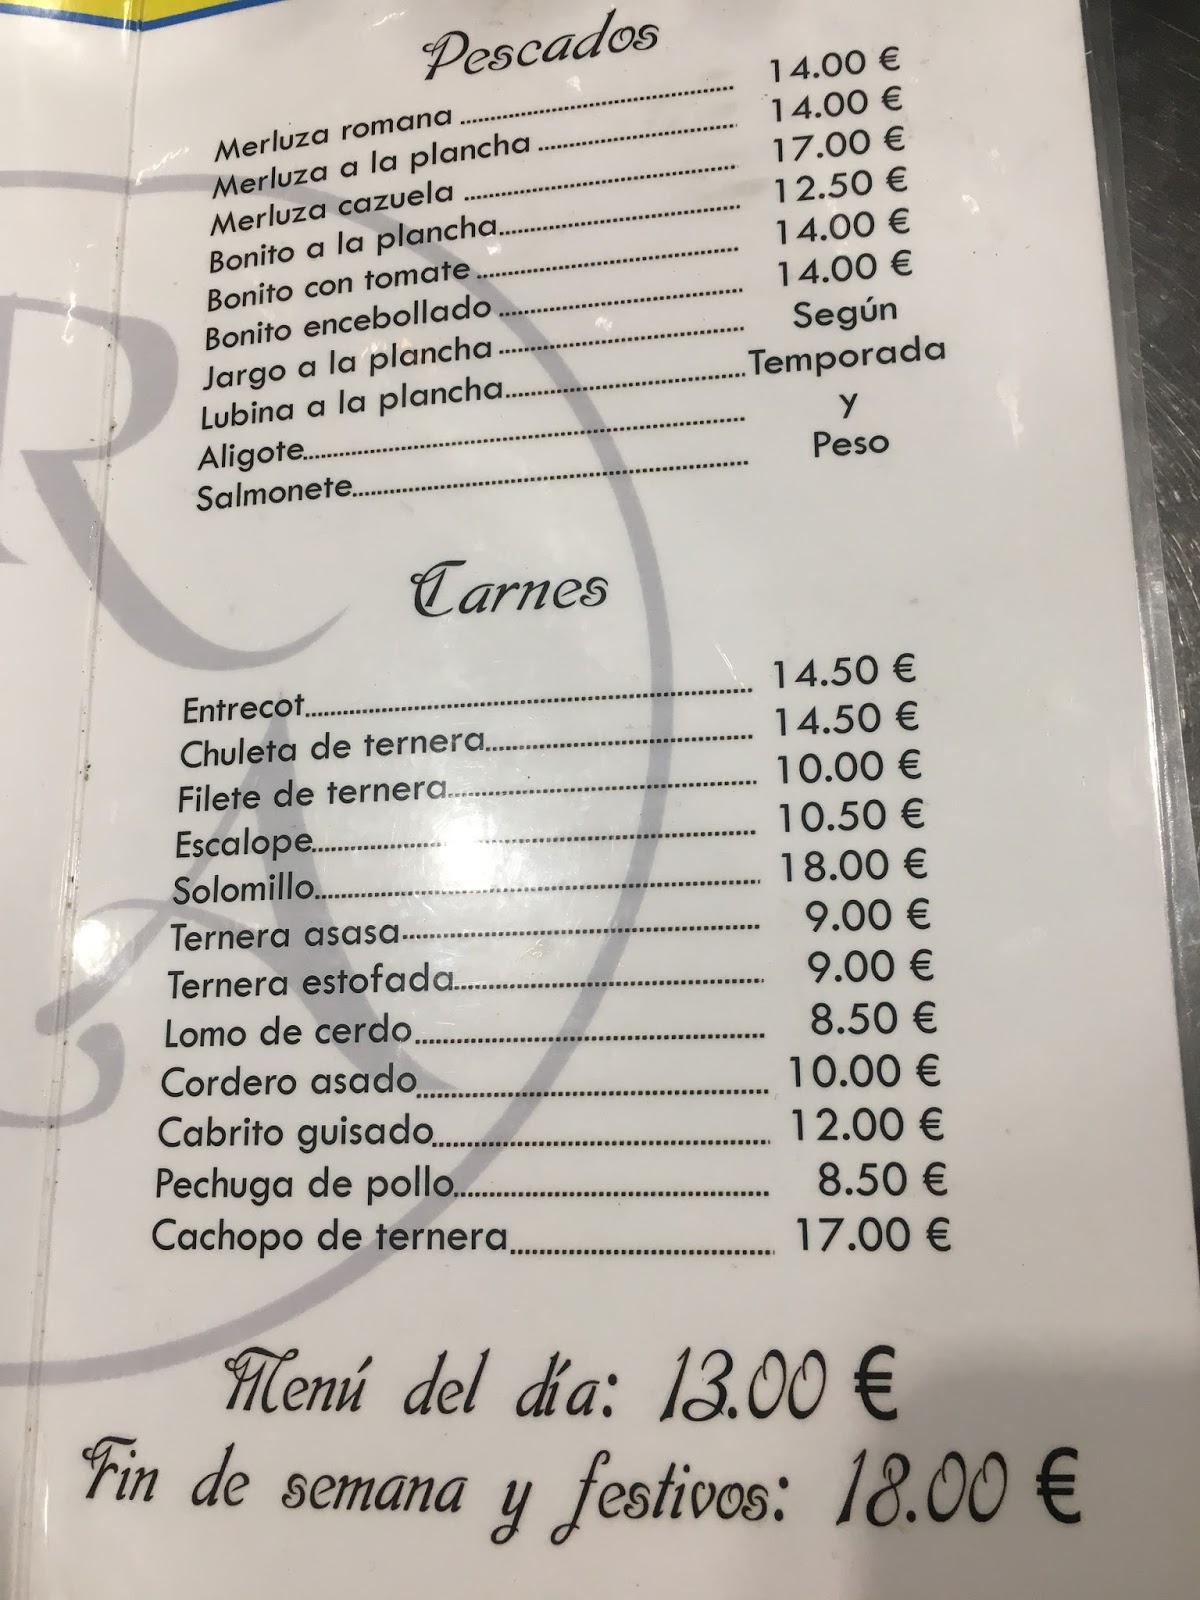 Pescados
Merluza romana 14.00 €
Merluza a la plancha 14.00 €
Merluza cazuela 17.00 €
Bonito a la plancha 12.50 €
Bonito con tomate 14.00 €
Bonito encebollado 14.00 €
Jargo a la plancha Según
Lubina a la plancha Temporada
Aligote y
Salmonete Peso
Carnes
Entrecot 14.50 €
Chuleta de ternera 14.50 €
Filete de ternera 10.00 €
Escalope 10.50 €
Solomillo 18.00 €
Ternera asasa 9.00 €
Ternera estofada 9.00 €
Lomo de cerdo 8.50 €
Cordero asado 10.00 €
Cabrito guisado 12.00 €
Pechuga de pollo 8.50 €
Cachopo de ternera 17.00 €
Menú del día: 13.00 €
Fin de semana y festivos: 18.00 €